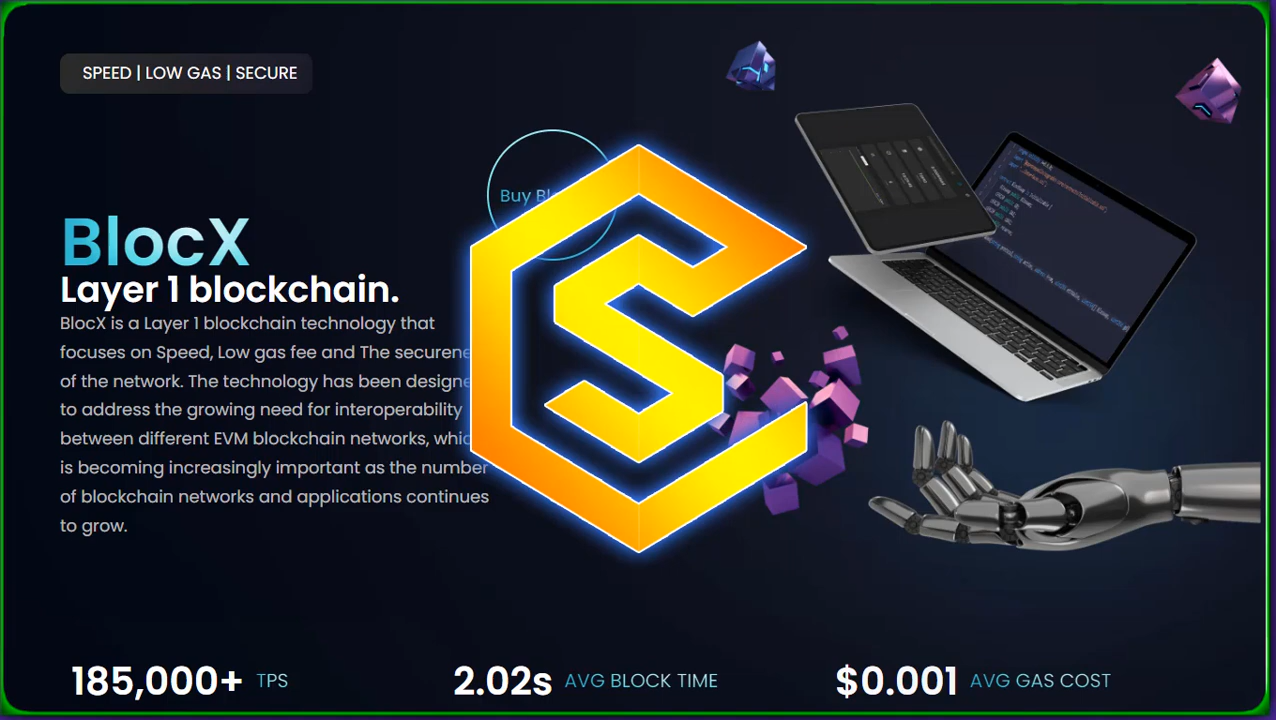 SPEED | LOW GAS | SECURE
Buy
BlocX
Layer 1 blockchain.
BlocX is a Layer 1 blockchain technology that
focuses on Speed, Low gas fee and The
of the network. The technology has been
to address the growing need for interoperability
between different EVM blockchain networks,
is becoming increasingly important as the number
of blockchain networks and applications continues
to grow.
185,000+ TPS
2.02s AVG BLOCK TIME
$0.001 AVG GAS COST